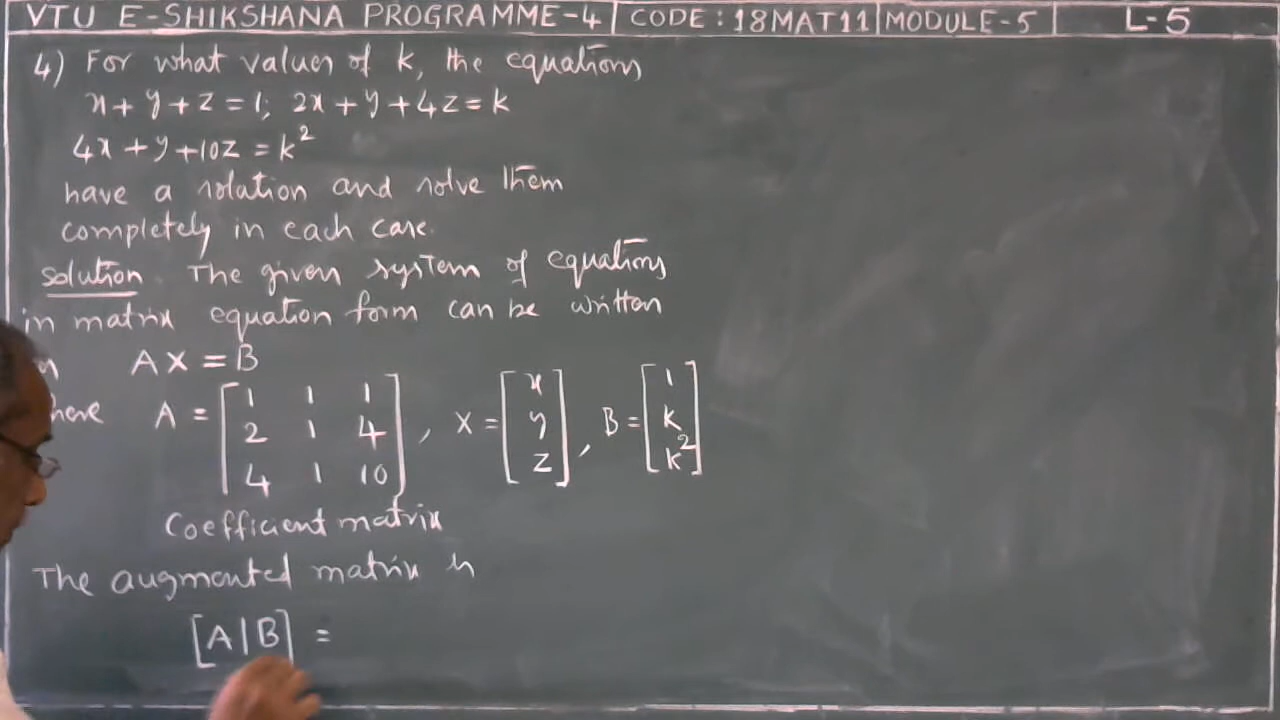 VTU E-SHIKSHANA PROGRAMME-4 CODE: 18MAT11 MODULE-5 L-5
4) For what values of k, the equations
x + y + z = 1; 2x + y + 4z = k
4x + y + 10z = k²
have a solution and solve them
completely in each case.
Solution. The given system of equations
in matrix equation form can be written
AX = B
A = [1 1 1; 2 1 4; 4 1 10], X = [x; y; z], B = [1; k; k²]
Coefficient matrix
The augmented matrix is
[A|B] =